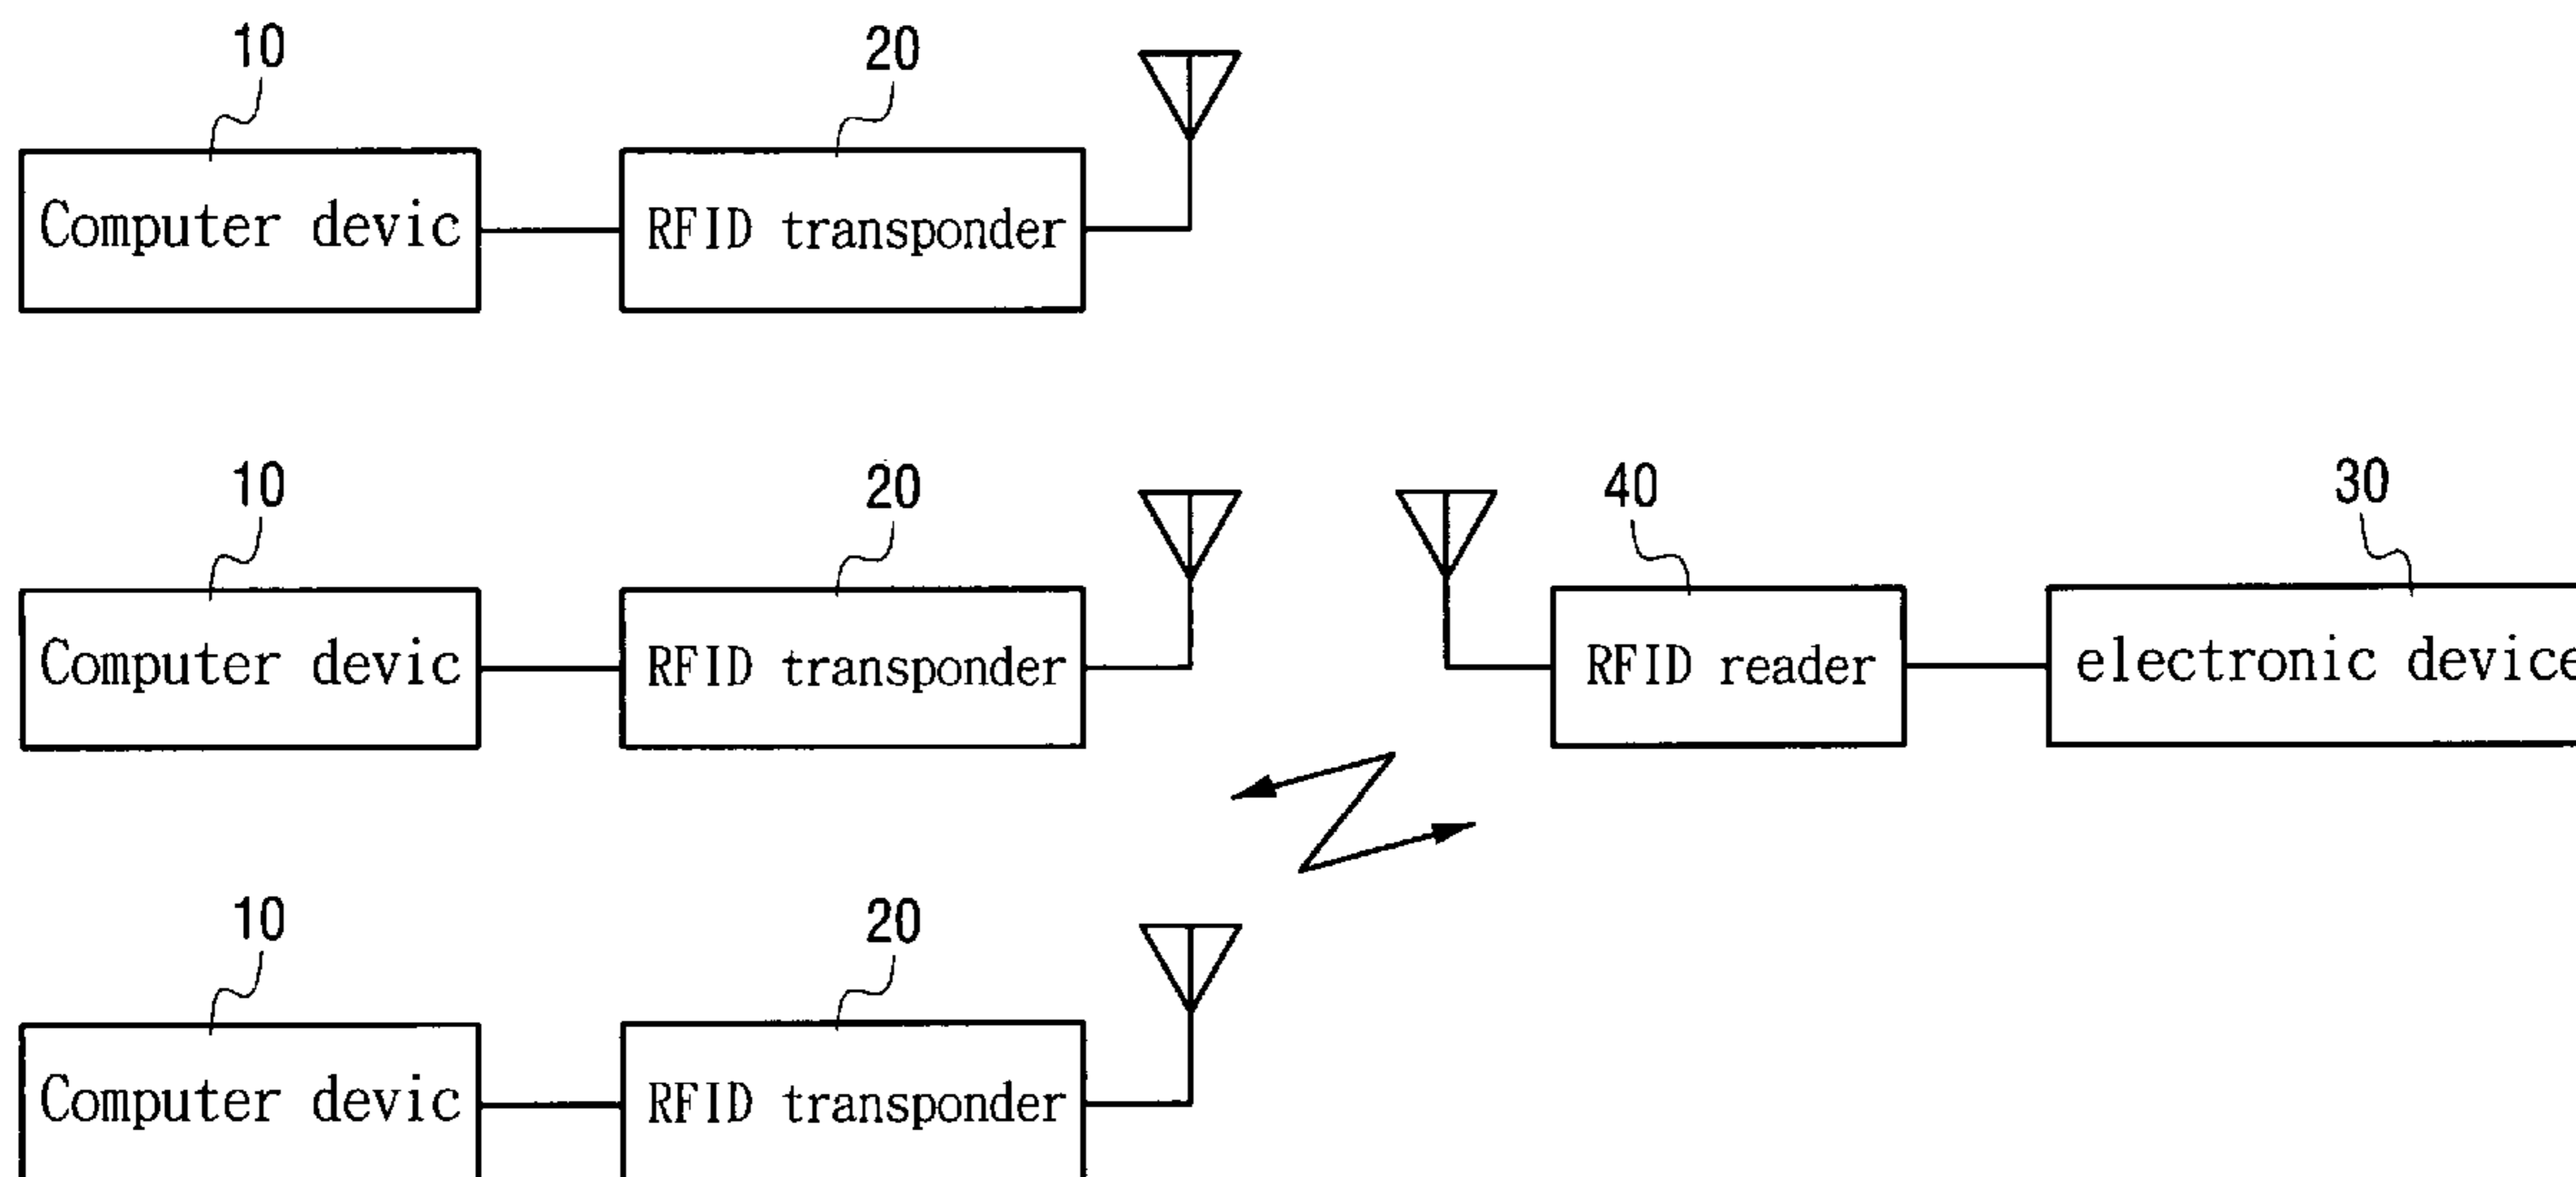 10 20
Computer devic RFID transponder
10 20 40 30
Computer devic RFID transponder RFID reader electronic device
10 20
Computer devic RFID transponder